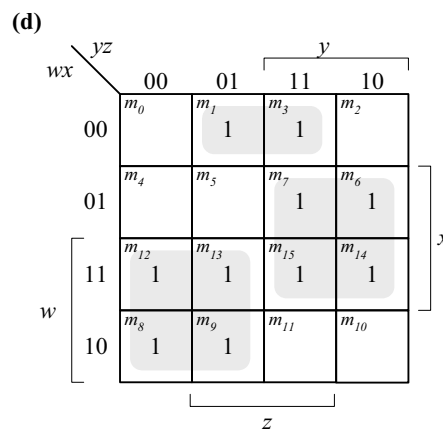 (d)
yz
y
wx
00 01 11 10
m0 m1 m3 m2
00 1 1
m4 m5 m7 m6
01 1 1
m12 m13 m15 m14
11 1 1 1 1
x
w
m8 m9 m11 m10
10 1 1
z